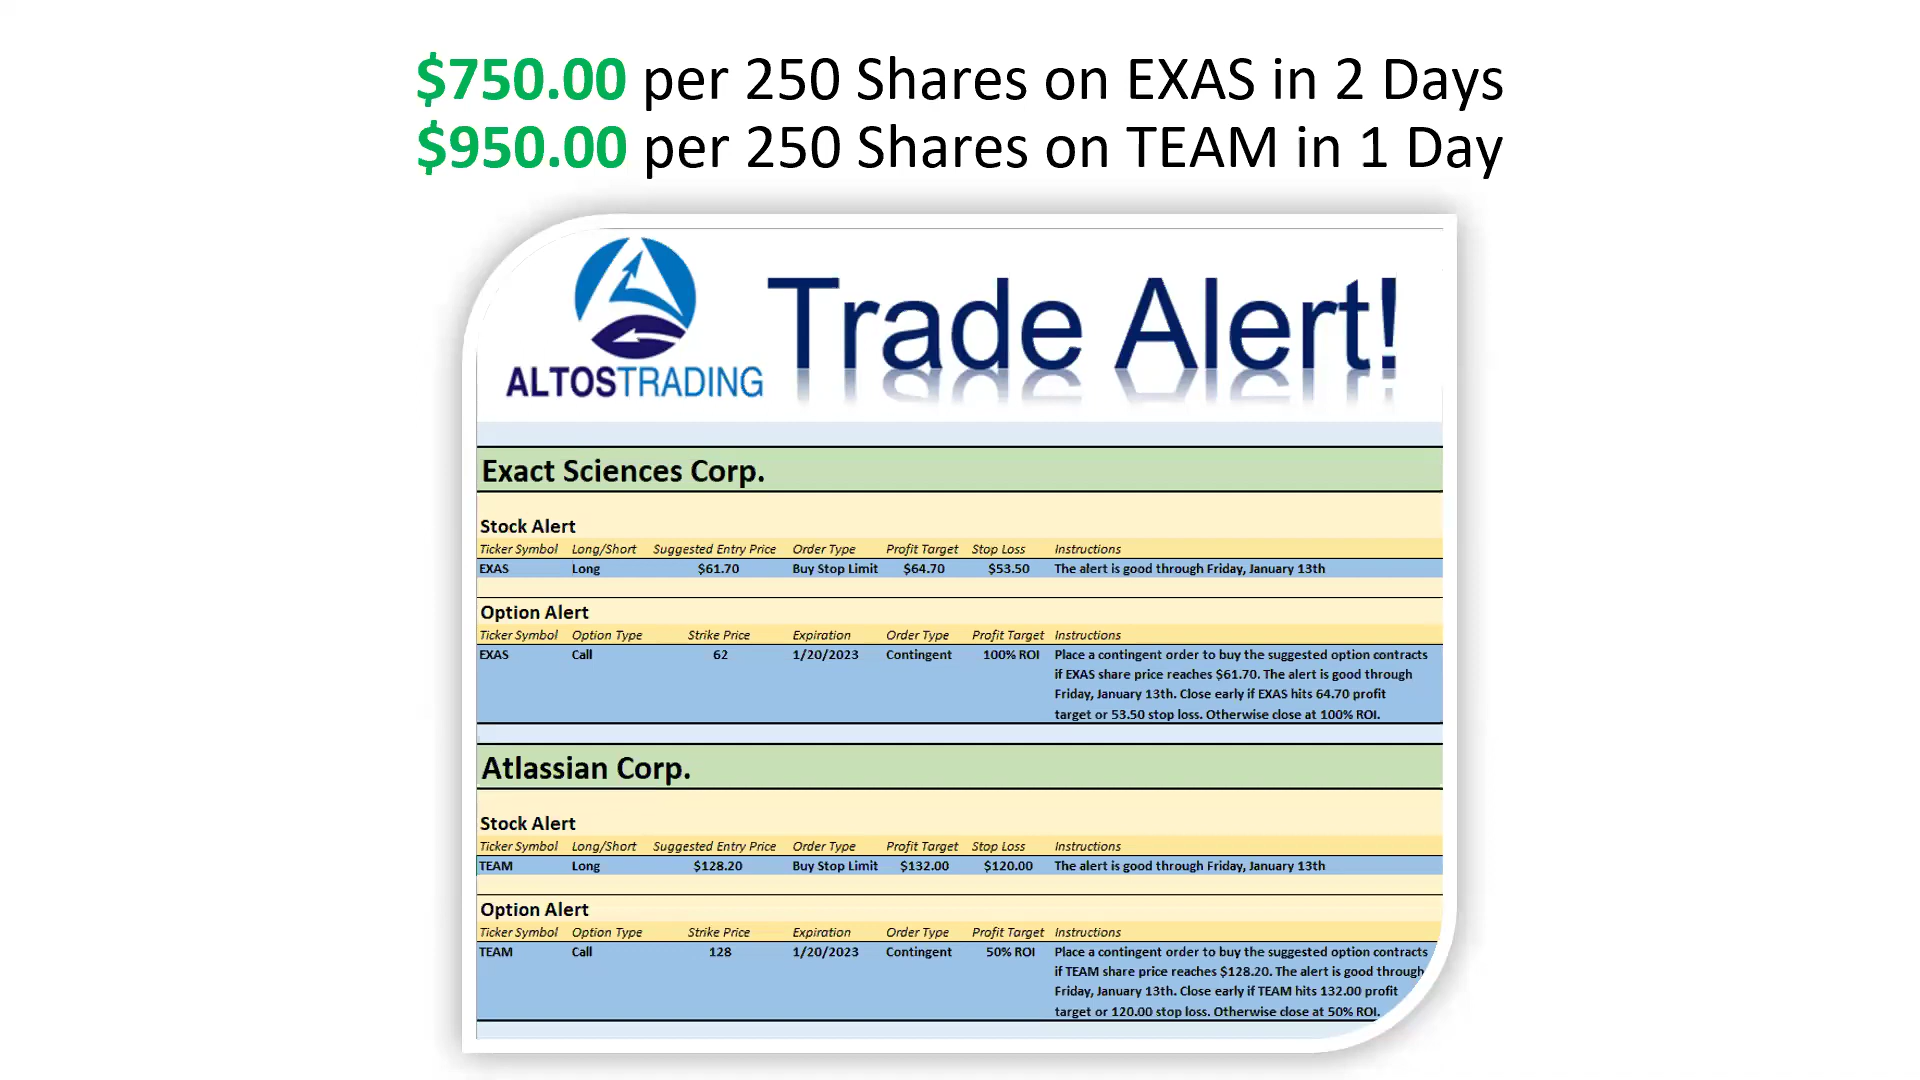 $750.00 per 250 Shares on EXAS in 2 Days
$950.00 per 250 Shares on TEAM in 1 Day
ALTOSTRADING
Trade Alert!
Exact Sciences Corp.
Stock Alert
Ticker Symbol Long/Short Suggested Entry Price Order Type Profit Target Stop Loss Instructions
EXAS Long $61.70 Buy Stop Limit $64.70 $53.50 The alert is good through Friday, January 13th
Option Alert
Ticker Symbol Option Type Strike Price Expiration Order Type Profit Target Instructions
EXAS Call 62 1/20/2023 Contingent 100% ROI Place a contingent order to buy the suggested option contracts
if EXAS share price reaches $61.70. The alert is good through
Friday, January 13th. Close early if EXAS hits 64.70 profit
target or 53.50 stop loss. Otherwise close at 100% ROI.
Atlassian Corp.
Stock Alert
Ticker Symbol Long/Short Suggested Entry Price Order Type Profit Target Stop Loss Instructions
TEAM Long $128.20 Buy Stop Limit $132.00 $120.00 The alert is good through Friday, January 13th
Option Alert
Ticker Symbol Option Type Strike Price Expiration Order Type Profit Target Instructions
TEAM Call 128 1/20/2023 Contingent 50% ROI Place a contingent order to buy the suggested option contracts
if TEAM share price reaches $128.20. The alert is good through
Friday, January 13th. Close early if TEAM hits 132.00 profit
target or 120.00 stop loss. Otherwise close at 50% ROI.